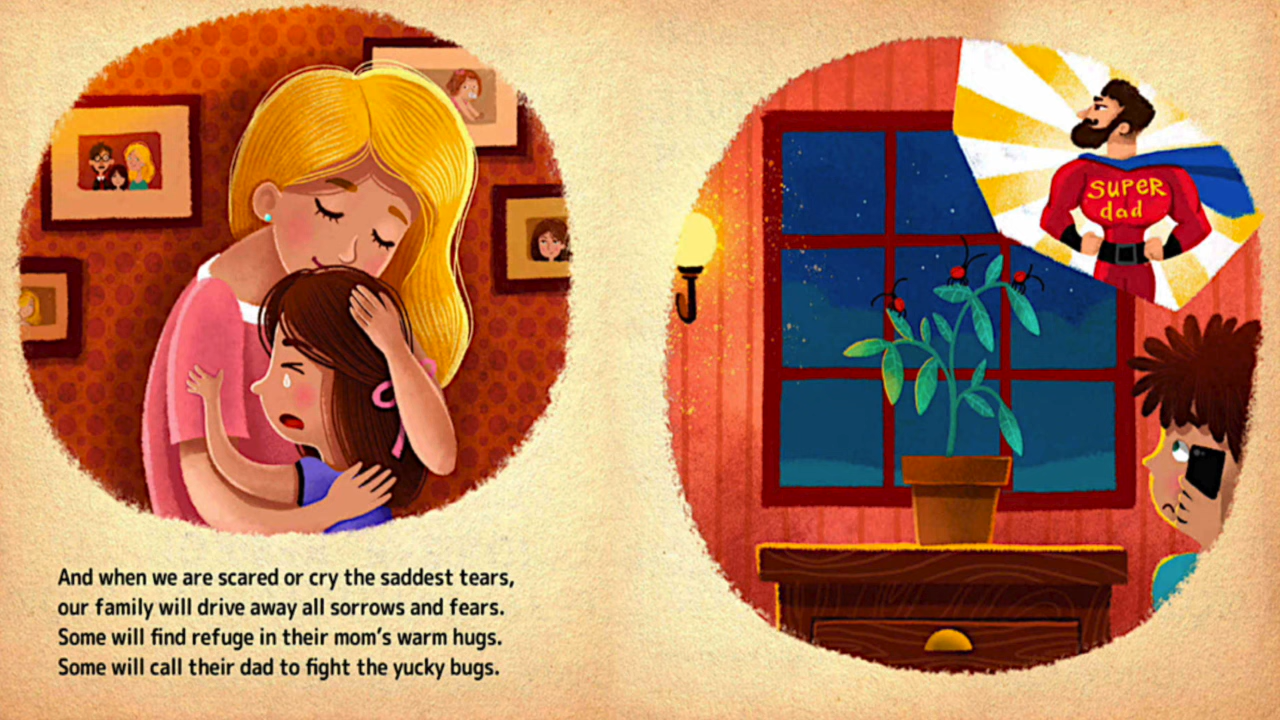 And when we are scared or cry the saddest tears,
our family will drive away all sorrows and fears.
Some will find refuge in their mom's warm hugs.
Some will call their dad to fight the yucky bugs.
SUPER
dad